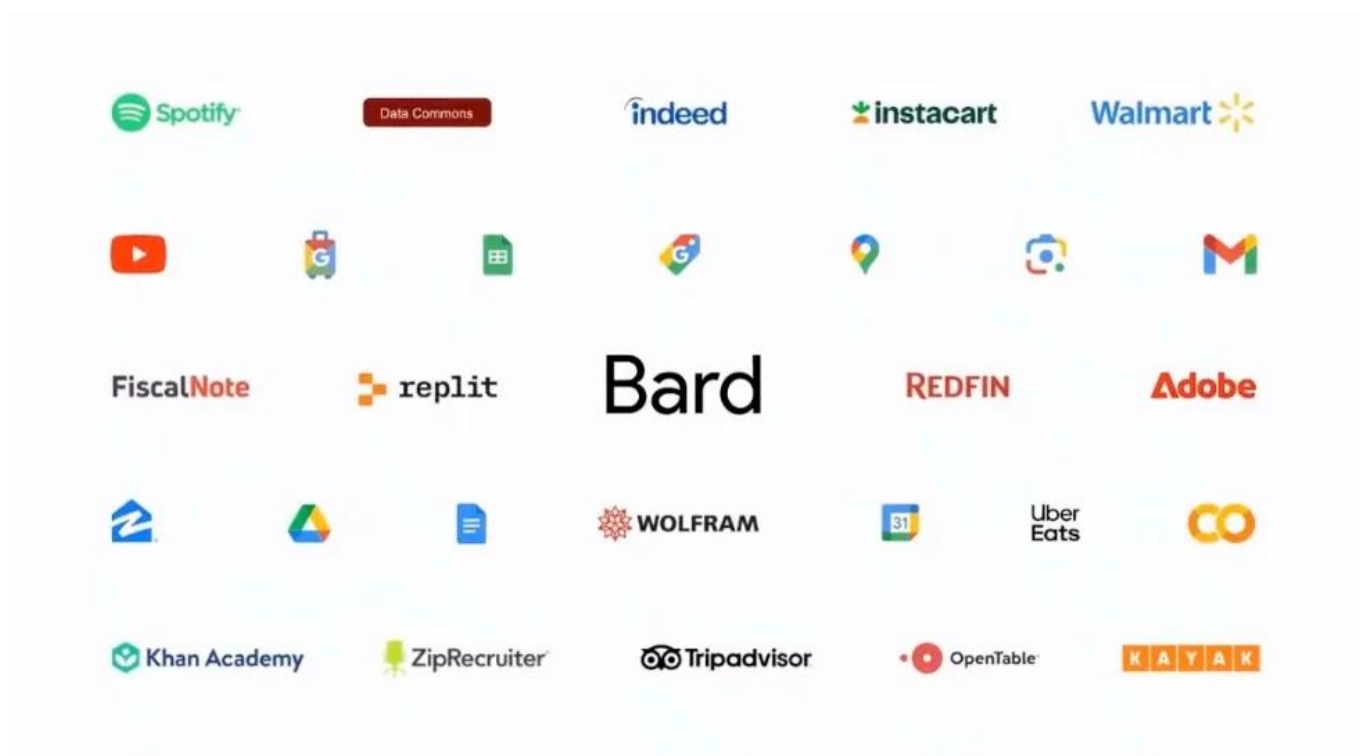 Spotify
Data Commons
indeed
instacart
Walmart
G
G
FiscalNote
replit
Bard
REDFIN
Adobe
WOLFRAM
31
Uber
Eats
Khan Academy
ZipRecruiter
Tripadvisor
OpenTable
KAYAK